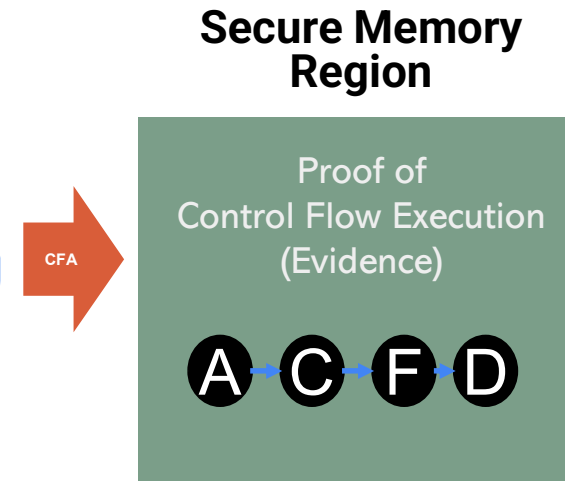 Secure Memory
Region
Proof of
Control Flow Execution
(Evidence)
CFA
A C F D